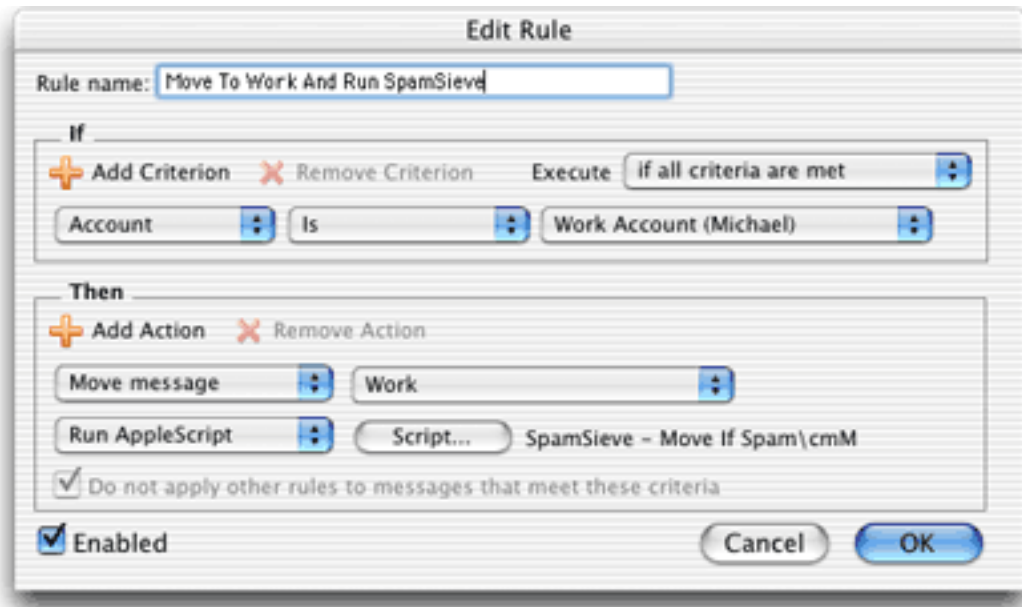 Edit Rule
Rule name: Move To Work And Run SpamSieve
If
Add Criterion Remove Criterion Execute if all criteria are met
Account Is Work Account (Michael)
Then
Add Action Remove Action
Move message Work
Run AppleScript Script... SpamSieve - Move If Spam\cmM
Do not apply other rules to messages that meet these criteria
Enabled Cancel OK